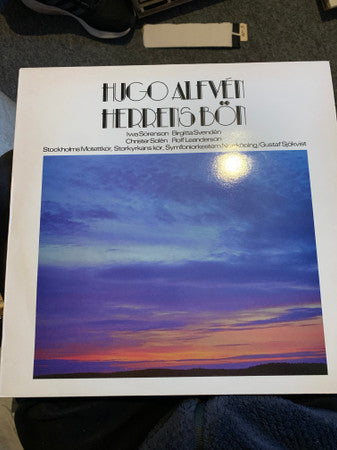 HUGO ALFVÉN
HERRENS BÖN
Iwa Sörenson Birgitta Svendén
Christer Solén Rolf Leanderson
Stockholms Motettkör, Storkyrkans kör, Symfoniorkestern Norrköping/Gustaf Sjökvist